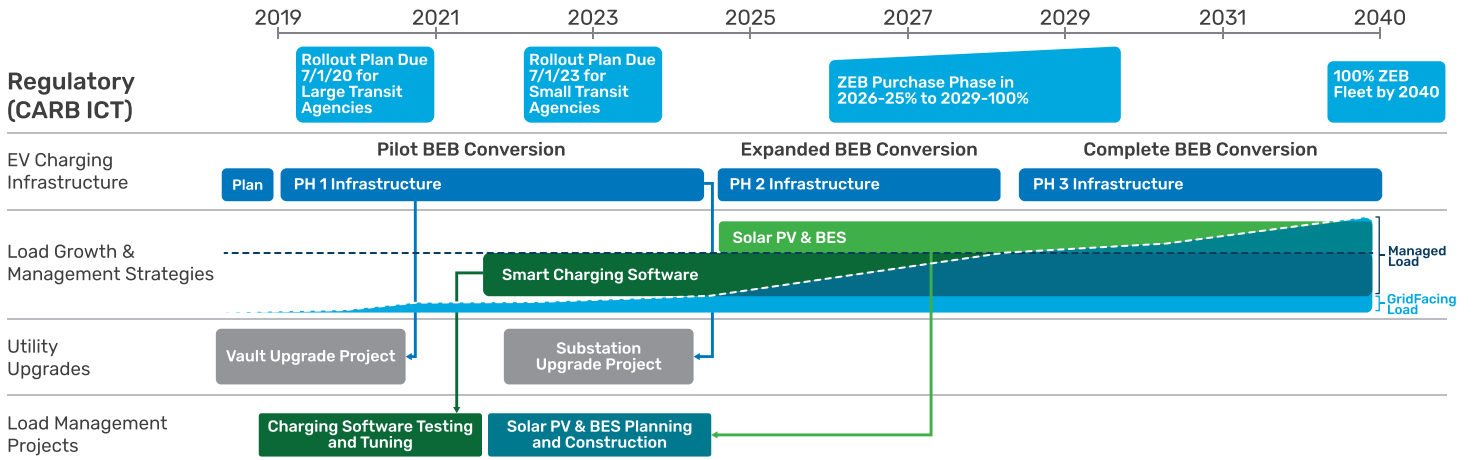 2019 2021 2023 2025 2027 2029 2031 2040
Regulatory
(CARB ICT)
Rollout Plan Due
7/1/20 for
Large Transit
Agencies
Rollout Plan Due
7/1/23 for
Small Transit
Agencies
ZEB Purchase Phase in
2026-25% to 2029-100%
100% ZEB
Fleet by 2040
EV Charging
Infrastructure
Pilot BEB Conversion
Expanded BEB Conversion
Complete BEB Conversion
Plan
PH 1 Infrastructure
PH 2 Infrastructure
PH 3 Infrastructure
Load Growth &
Management Strategies
Solar PV & BES
Smart Charging Software
Managed
Load
GridFacing
Load
Utility
Upgrades
Vault Upgrade Project
Substation
Upgrade Project
Load Management
Projects
Charging Software Testing
and Tuning
Solar PV & BES Planning
and Construction